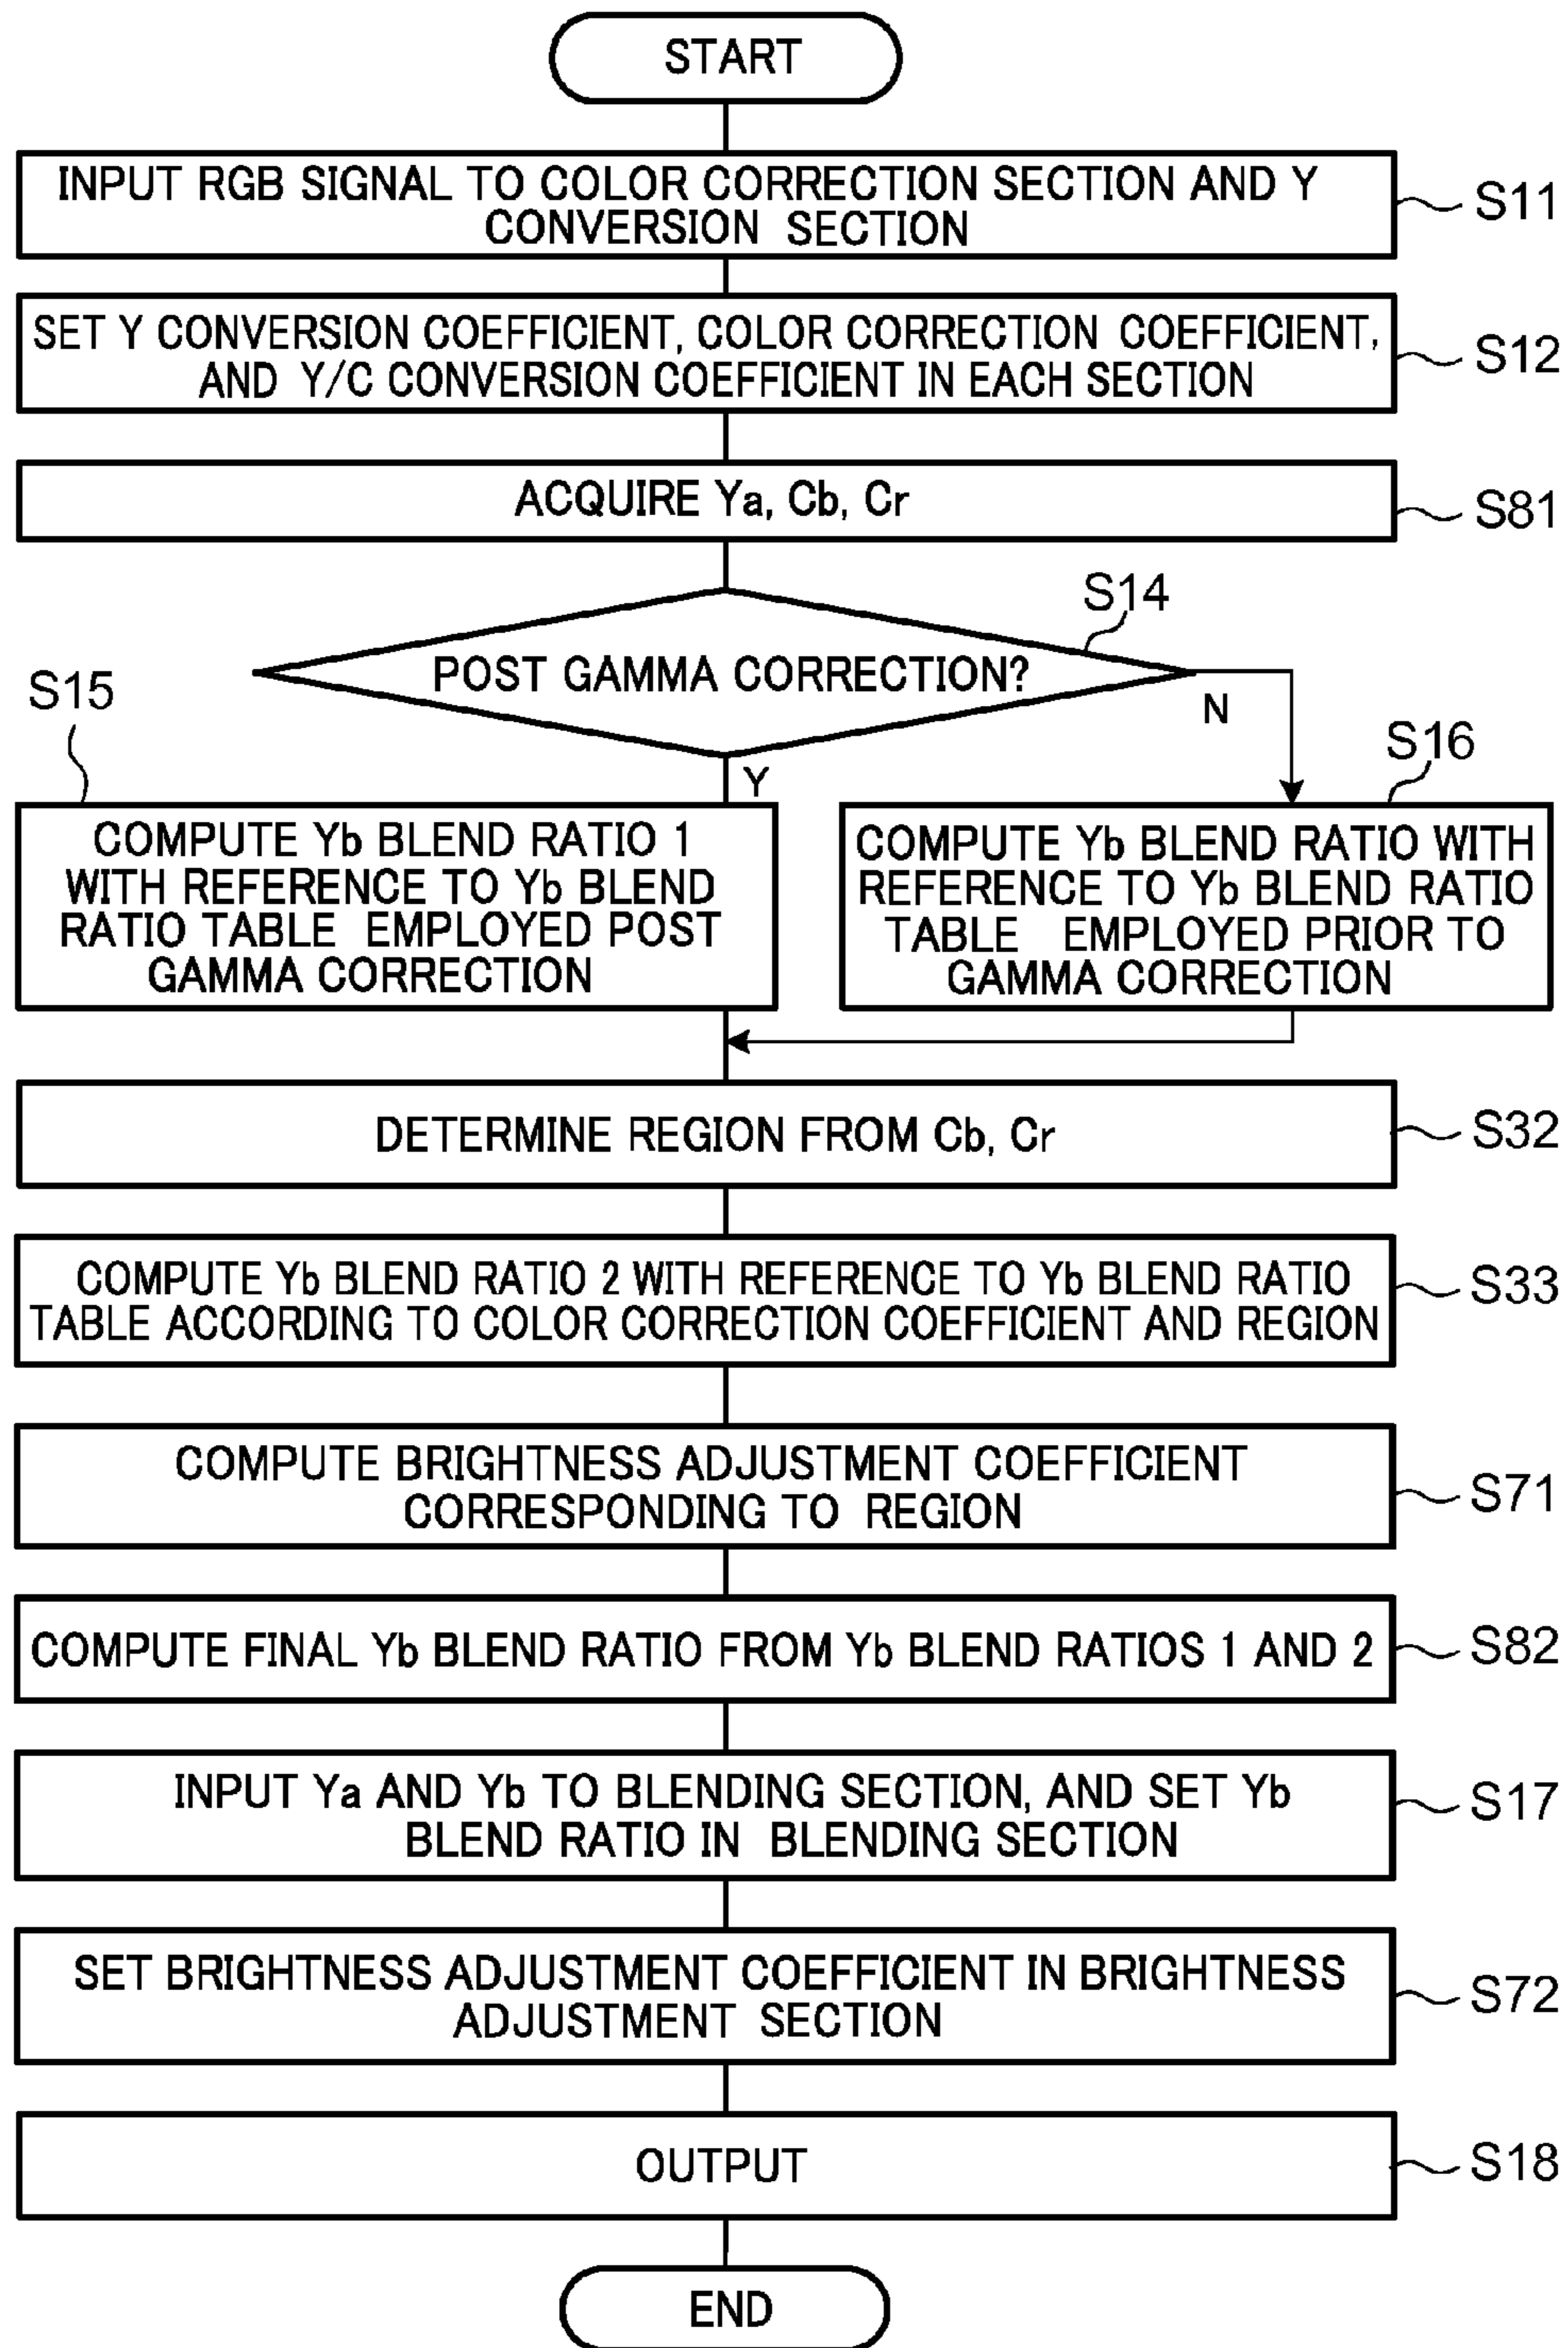 START
INPUT RGB SIGNAL TO COLOR CORRECTION SECTION AND Y
CONVERSION SECTION
S11
SET Y CONVERSION COEFFICIENT, COLOR CORRECTION COEFFICIENT,
AND Y/C CONVERSION COEFFICIENT IN EACH SECTION
S12
ACQUIRE Ya, Cb, Cr
S81
S14
POST GAMMA CORRECTION?
N
Y
S15
COMPUTE Yb BLEND RATIO 1
WITH REFERENCE TO Yb BLEND
RATIO TABLE EMPLOYED POST
GAMMA CORRECTION
S16
COMPUTE Yb BLEND RATIO WITH
REFERENCE TO Yb BLEND RATIO
TABLE EMPLOYED PRIOR TO
GAMMA CORRECTION
DETERMINE REGION FROM Cb, Cr
S32
COMPUTE Yb BLEND RATIO 2 WITH REFERENCE TO Yb BLEND RATIO
TABLE ACCORDING TO COLOR CORRECTION COEFFICIENT AND REGION
S33
COMPUTE BRIGHTNESS ADJUSTMENT COEFFICIENT
CORRESPONDING TO REGION
S71
COMPUTE FINAL Yb BLEND RATIO FROM Yb BLEND RATIOS 1 AND 2
S82
INPUT Ya AND Yb TO BLENDING SECTION, AND SET Yb
BLEND RATIO IN BLENDING SECTION
S17
SET BRIGHTNESS ADJUSTMENT COEFFICIENT IN BRIGHTNESS
ADJUSTMENT SECTION
S72
OUTPUT
S18
END